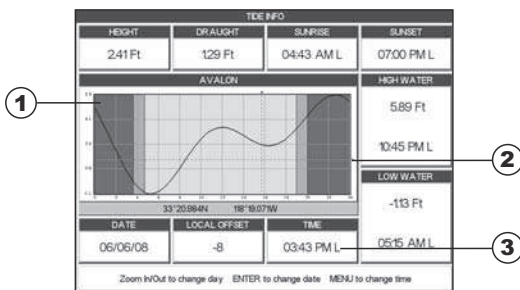 TIDE INFO
HEIGHT DRAUGHT SUNRISE SUNSET
2.41 Ft 1.29 Ft 04:43 AM L 07:00 PM L
AVALON
HIGH WATER
5.89 Ft
10:45 PM L
LOW WATER
-1.13 Ft
05:15 AM L
33°20.984N 118°19.071W
DATE LOCAL OFFSET TIME
06/06/08 -8 03:43 PM L
Zoom In/Out to change day ENTER to change date MENU to change time
1
2
3